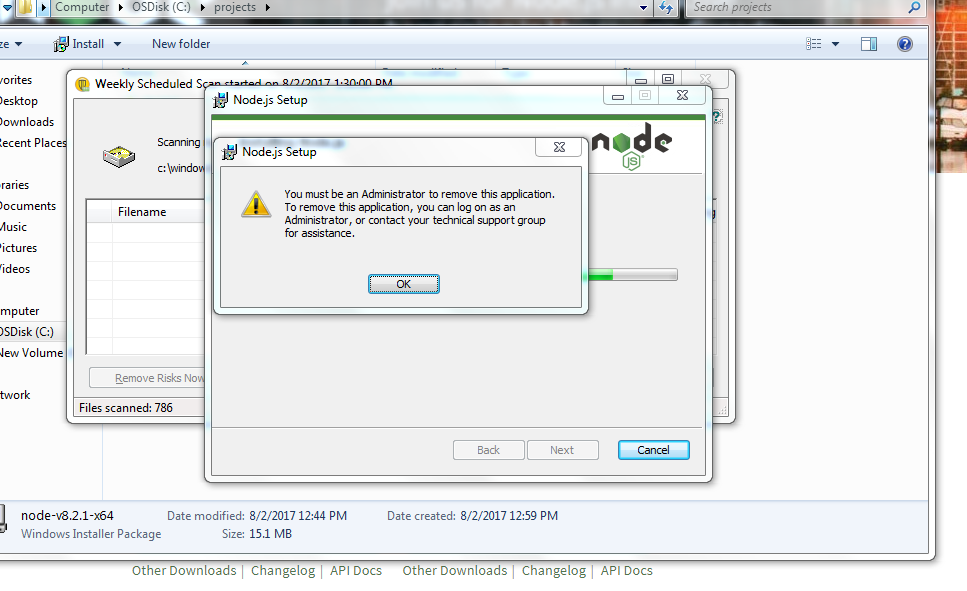 Computer OSDisk (C:) projects
Search projects
Install New folder
Weekly Scheduled Scan started on 8/2/2017 1:30:00 PM
Node.js Setup
node
JS
Scanning
c:\window
Filename
Node.js Setup
You must be an Administrator to remove this application.
To remove this application, you can log on as an
Administrator, or contact your technical support group
for assistance.
OK
Desktop
Downloads
Recent Places
Documents
Music
Pictures
Videos
OSDisk (C:)
New Volume
Remove Risks Now
Files scanned: 786
Back Next Cancel
node-v8.2.1-x64 Date modified: 8/2/2017 12:44 PM Date created: 8/2/2017 12:59 PM
Windows Installer Package Size: 15.1 MB
Other Downloads | Changelog | API Docs Other Downloads | Changelog | API Docs